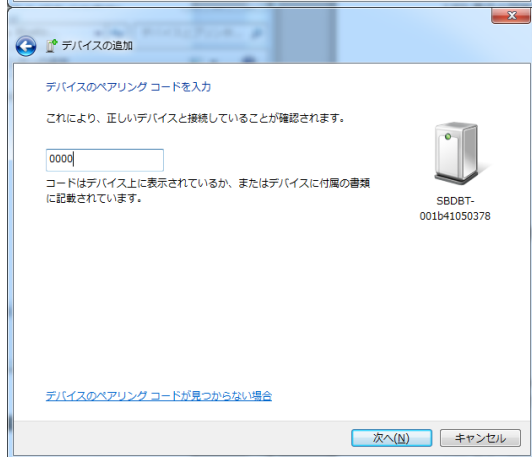 デバイスの追加
デバイスのペアリング コードを入力
これにより、正しいデバイスと接続していることが確認されます。
0000
コードはデバイス上に表示されているか、またはデバイスに付属の書類
に記載されています。
SBDBT-
001b41050378
デバイスのペアリング コードが見つからない場合
次へ(N)
キャンセル